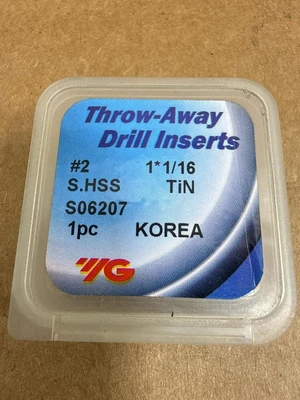 Throw-Away
Drill Inserts
#2 1*1/16
S.HSS TiN
S06207
1pc KOREA
YG